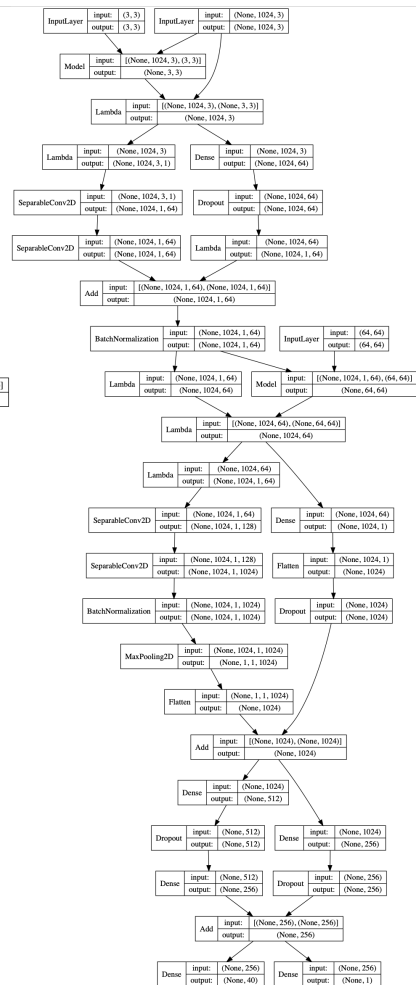 InputLayer input: (3, 3) output: (3, 3)
InputLayer input: (None, 1024, 3) output: (None, 1024, 3)
Model input: [(None, 1024, 3), (3, 3)] output: (None, 3, 3)
Lambda input: [(None, 1024, 3), (None, 3, 3)] output: (None, 1024, 3)
Lambda input: (None, 1024, 3) output: (None, 1024, 3, 1)
Dense input: (None, 1024, 3) output: (None, 1024, 64)
SeparableConv2D input: (None, 1024, 3, 1) output: (None, 1024, 1, 64)
Dropout input: (None, 1024, 64) output: (None, 1024, 64)
SeparableConv2D input: (None, 1024, 1, 64) output: (None, 1024, 1, 64)
Lambda input: (None, 1024, 64) output: (None, 1024, 1, 64)
Add input: [(None, 1024, 1, 64), (None, 1024, 1, 64)] output: (None, 1024, 1, 64)
BatchNormalization input: (None, 1024, 1, 64) output: (None, 1024, 1, 64)
InputLayer input: (64, 64) output: (64, 64)
]
Lambda input: (None, 1024, 1, 64) output: (None, 1024, 64)
Model input: [(None, 1024, 1, 64), (64, 64)] output: (None, 64, 64)
Lambda input: [(None, 1024, 64), (None, 64, 64)] output: (None, 1024, 64)
Lambda input: (None, 1024, 64) output: (None, 1024, 1, 64)
SeparableConv2D input: (None, 1024, 1, 64) output: (None, 1024, 1, 128)
Dense input: (None, 1024, 64) output: (None, 1024, 1)
SeparableConv2D input: (None, 1024, 1, 128) output: (None, 1024, 1, 1024)
Flatten input: (None, 1024, 1) output: (None, 1024)
BatchNormalization input: (None, 1024, 1, 1024) output: (None, 1024, 1, 1024)
Dropout input: (None, 1024) output: (None, 1024)
MaxPooling2D input: (None, 1024, 1, 1024) output: (None, 1, 1, 1024)
Flatten input: (None, 1, 1, 1024) output: (None, 1024)
Add input: [(None, 1024), (None, 1024)] output: (None, 1024)
Dense input: (None, 1024) output: (None, 512)
Dropout input: (None, 512) output: (None, 512)
Dense input: (None, 1024) output: (None, 256)
Dense input: (None, 512) output: (None, 256)
Dropout input: (None, 256) output: (None, 256)
Add input: [(None, 256), (None, 256)] output: (None, 256)
Dense input: (None, 256) output: (None, 40)
Dense input: (None, 256) output: (None, 1)